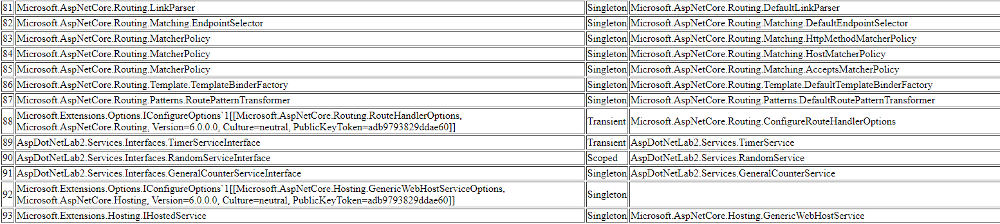 81 Microsoft.AspNetCore.Routing.LinkParser Singleton Microsoft.AspNetCore.Routing.DefaultLinkParser
82 Microsoft.AspNetCore.Routing.Matching.EndpointSelector Singleton Microsoft.AspNetCore.Routing.Matching.DefaultEndpointSelector
83 Microsoft.AspNetCore.Routing.MatcherPolicy Singleton Microsoft.AspNetCore.Routing.Matching.HttpMethodMatcherPolicy
84 Microsoft.AspNetCore.Routing.MatcherPolicy Singleton Microsoft.AspNetCore.Routing.Matching.HostMatcherPolicy
85 Microsoft.AspNetCore.Routing.MatcherPolicy Singleton Microsoft.AspNetCore.Routing.Matching.AcceptsMatcherPolicy
86 Microsoft.AspNetCore.Routing.Template.TemplateBinderFactory Singleton Microsoft.AspNetCore.Routing.Template.DefaultTemplateBinderFactory
87 Microsoft.AspNetCore.Routing.Patterns.RoutePatternTransformer Singleton Microsoft.AspNetCore.Routing.Patterns.DefaultRoutePatternTransformer
88 Microsoft.Extensions.Options.IConfigureOptions`1[[Microsoft.AspNetCore.Routing.RouteHandlerOptions,
Microsoft.AspNetCore.Routing, Version=6.0.0.0, Culture=neutral, PublicKeyToken=adb9793829ddae60]] Transient Microsoft.AspNetCore.Routing.ConfigureRouteHandlerOptions
89 AspDotNetLab2.Services.Interfaces.TimerServiceInterface Transient AspDotNetLab2.Services.TimerService
90 AspDotNetLab2.Services.Interfaces.RandomServiceInterface Scoped AspDotNetLab2.Services.RandomService
91 AspDotNetLab2.Services.Interfaces.GeneralCounterServiceInterface Singleton AspDotNetLab2.Services.GeneralCounterService
92 Microsoft.Extensions.Options.IConfigureOptions`1[[Microsoft.AspNetCore.Hosting.GenericWebHostServiceOptions,
Microsoft.AspNetCore.Hosting, Version=6.0.0.0, Culture=neutral, PublicKeyToken=adb9793829ddae60]] Singleton
93 Microsoft.Extensions.Hosting.IHostedService Singleton Microsoft.AspNetCore.Hosting.GenericWebHostService